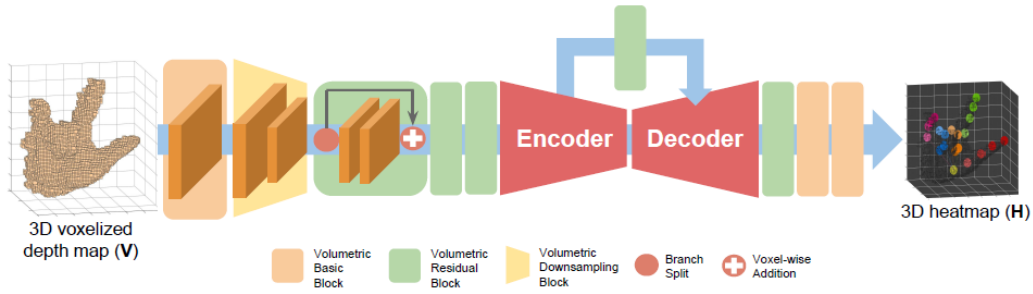 Encoder
Decoder
3D voxelized
depth map (V)
3D heatmap (H)
Volumetric
Basic
Block
Volumetric
Residual
Block
Volumetric
Downsampling
Block
Branch
Split
Voxel-wise
Addition